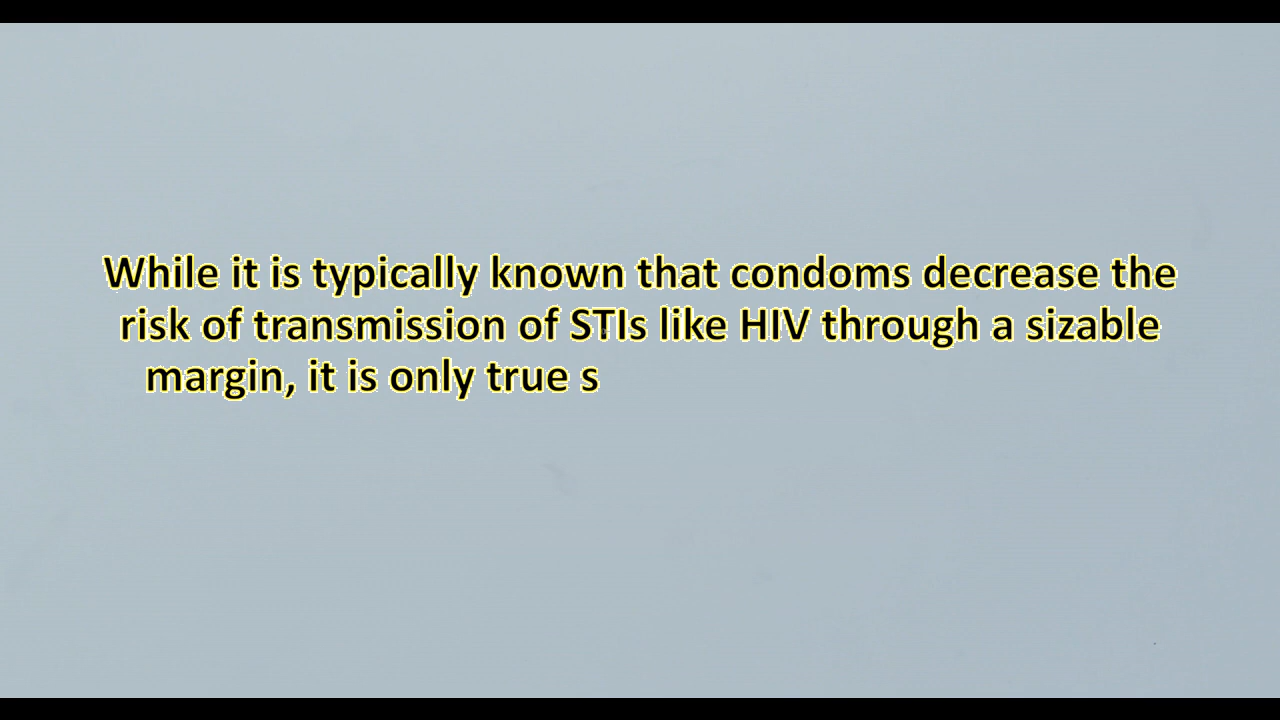 While it is typically known that condoms decrease the
risk of transmission of STIs like HIV through a sizable
margin, it is only true s